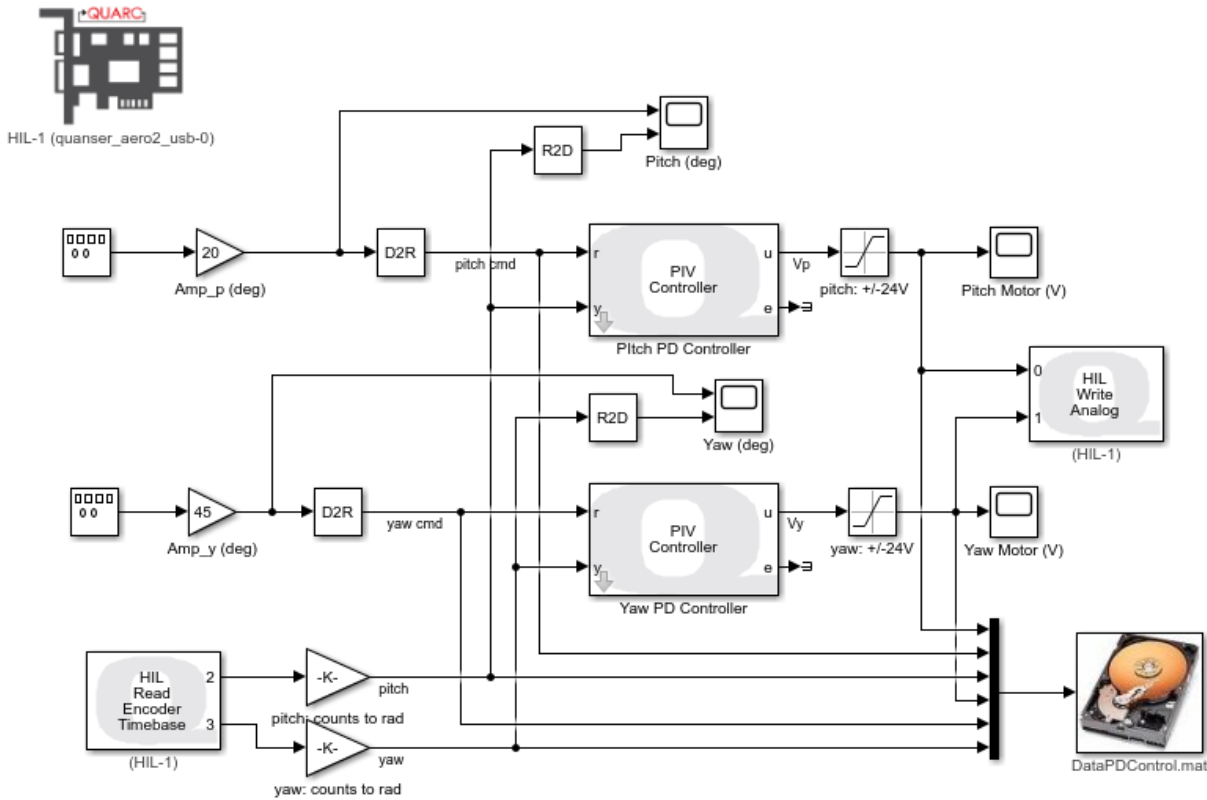 QUARC
HIL-1 (quanser_aero2_usb-0)
R2D
Pitch (deg)
20
Amp_p (deg)
D2R
pitch cmd
r
y
PIV
Controller
u
e
PItch PD Controller
Vp
pitch: +/-24V
Pitch Motor (V)
0
1
HIL
Write
Analog
(HIL-1)
R2D
Yaw (deg)
45
Amp_y (deg)
D2R
yaw cmd
r
y
PIV
Controller
u
e
Yaw PD Controller
Vy
yaw: +/-24V
Yaw Motor (V)
HIL
Read
Encoder
Timebase
2
3
(HIL-1)
-K-
pitch
pitch: counts to rad
-K-
yaw
yaw: counts to rad
DataPDControl.mat